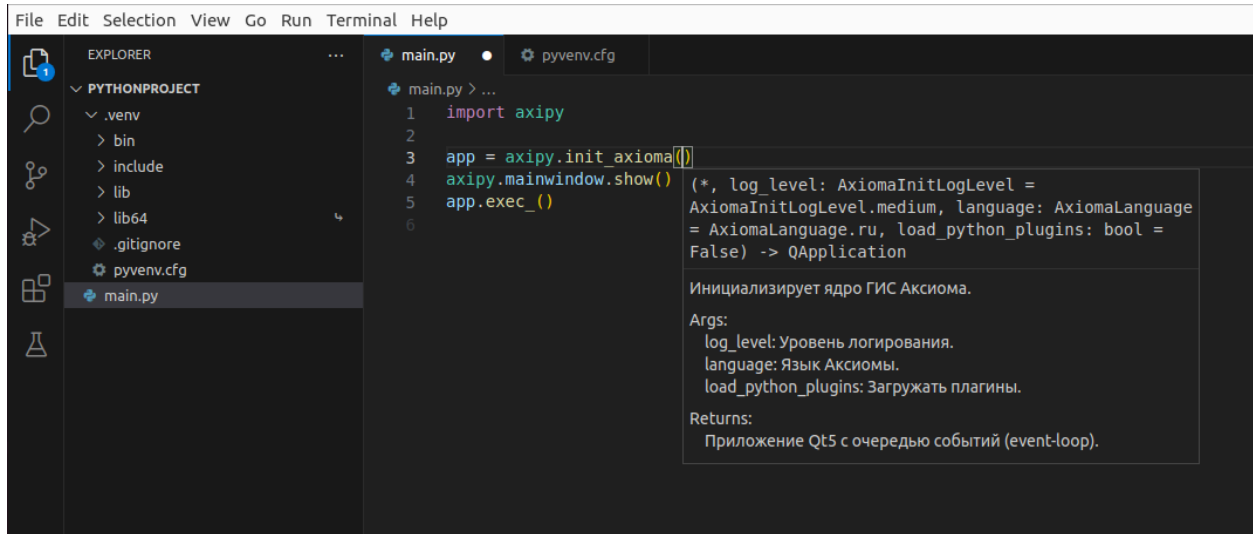 File Edit Selection View Go Run Terminal Help
EXPLORER
PYTHONPROJECT
.venv
bin
include
lib
lib64
.gitignore
pyvenv.cfg
main.py
1
main.py
pyvenv.cfg
main.py > ...
1 import axipy
2
3 app = axipy.init_axioma()
4 axipy.mainwindow.show()
5 app.exec_()
6
(*, log_level: AxiomaInitLogLevel =
AxiomaInitLogLevel.medium, language: AxiomaLanguage
= AxiomaLanguage.ru, load_python_plugins: bool =
False) -> QApplication
Инициализирует ядро ГИС Аксиома.
Args:
log_level: Уровень логирования.
language: Язык Аксиомы.
load_python_plugins: Загружать плагины.
Returns:
Приложение Qt5 с очередью событий (event-loop).